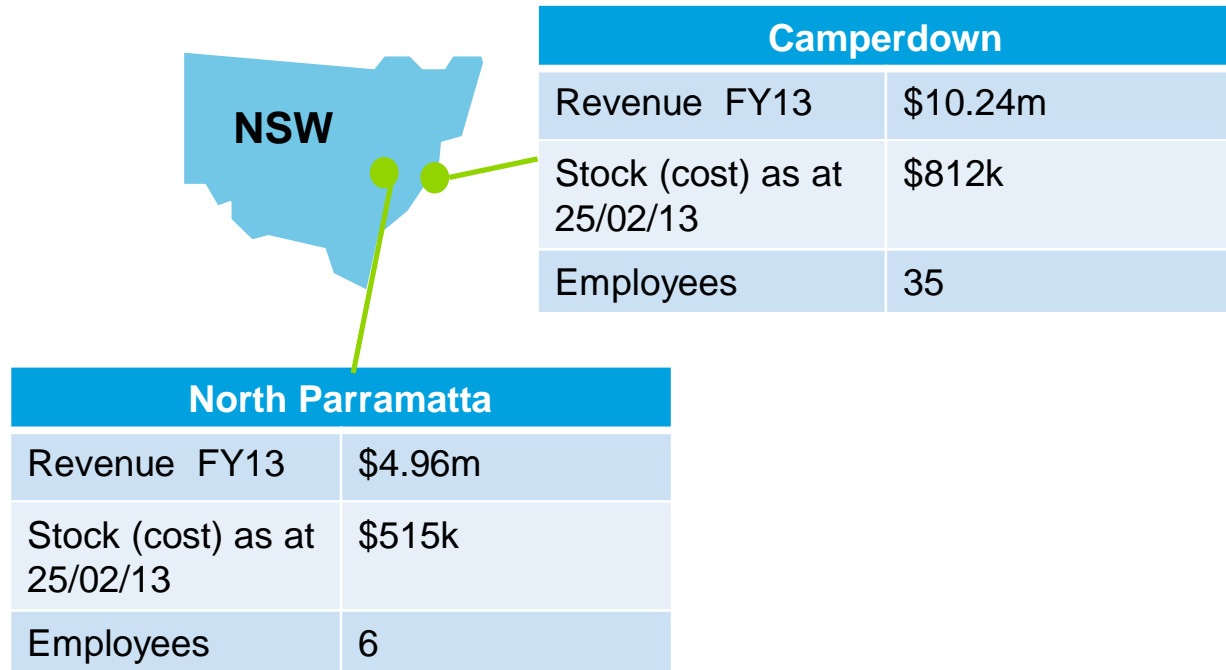 NSW
Camperdown
Revenue FY13 $10.24m
Stock (cost) as at $812k
25/02/13
Employees 35
North Parramatta
Revenue FY13 $4.96m
Stock (cost) as at $515k
25/02/13
Employees 6